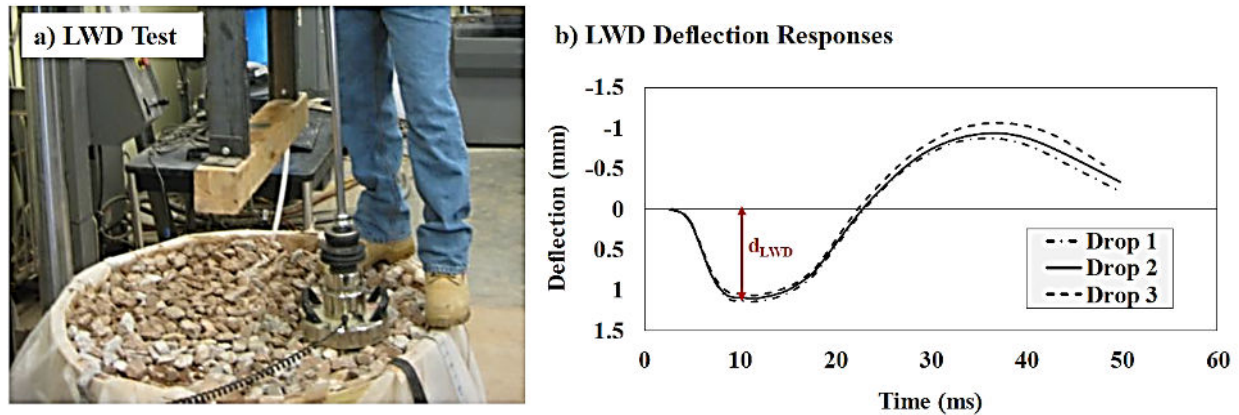 a) LWD Test
b) LWD Deflection Responses
-1.5
-1
-0.5
0
0.5
1
1.5
Deflection (mm)
d_LWD
Drop 1
Drop 2
Drop 3
0 10 20 30 40 50 60
Time (ms)